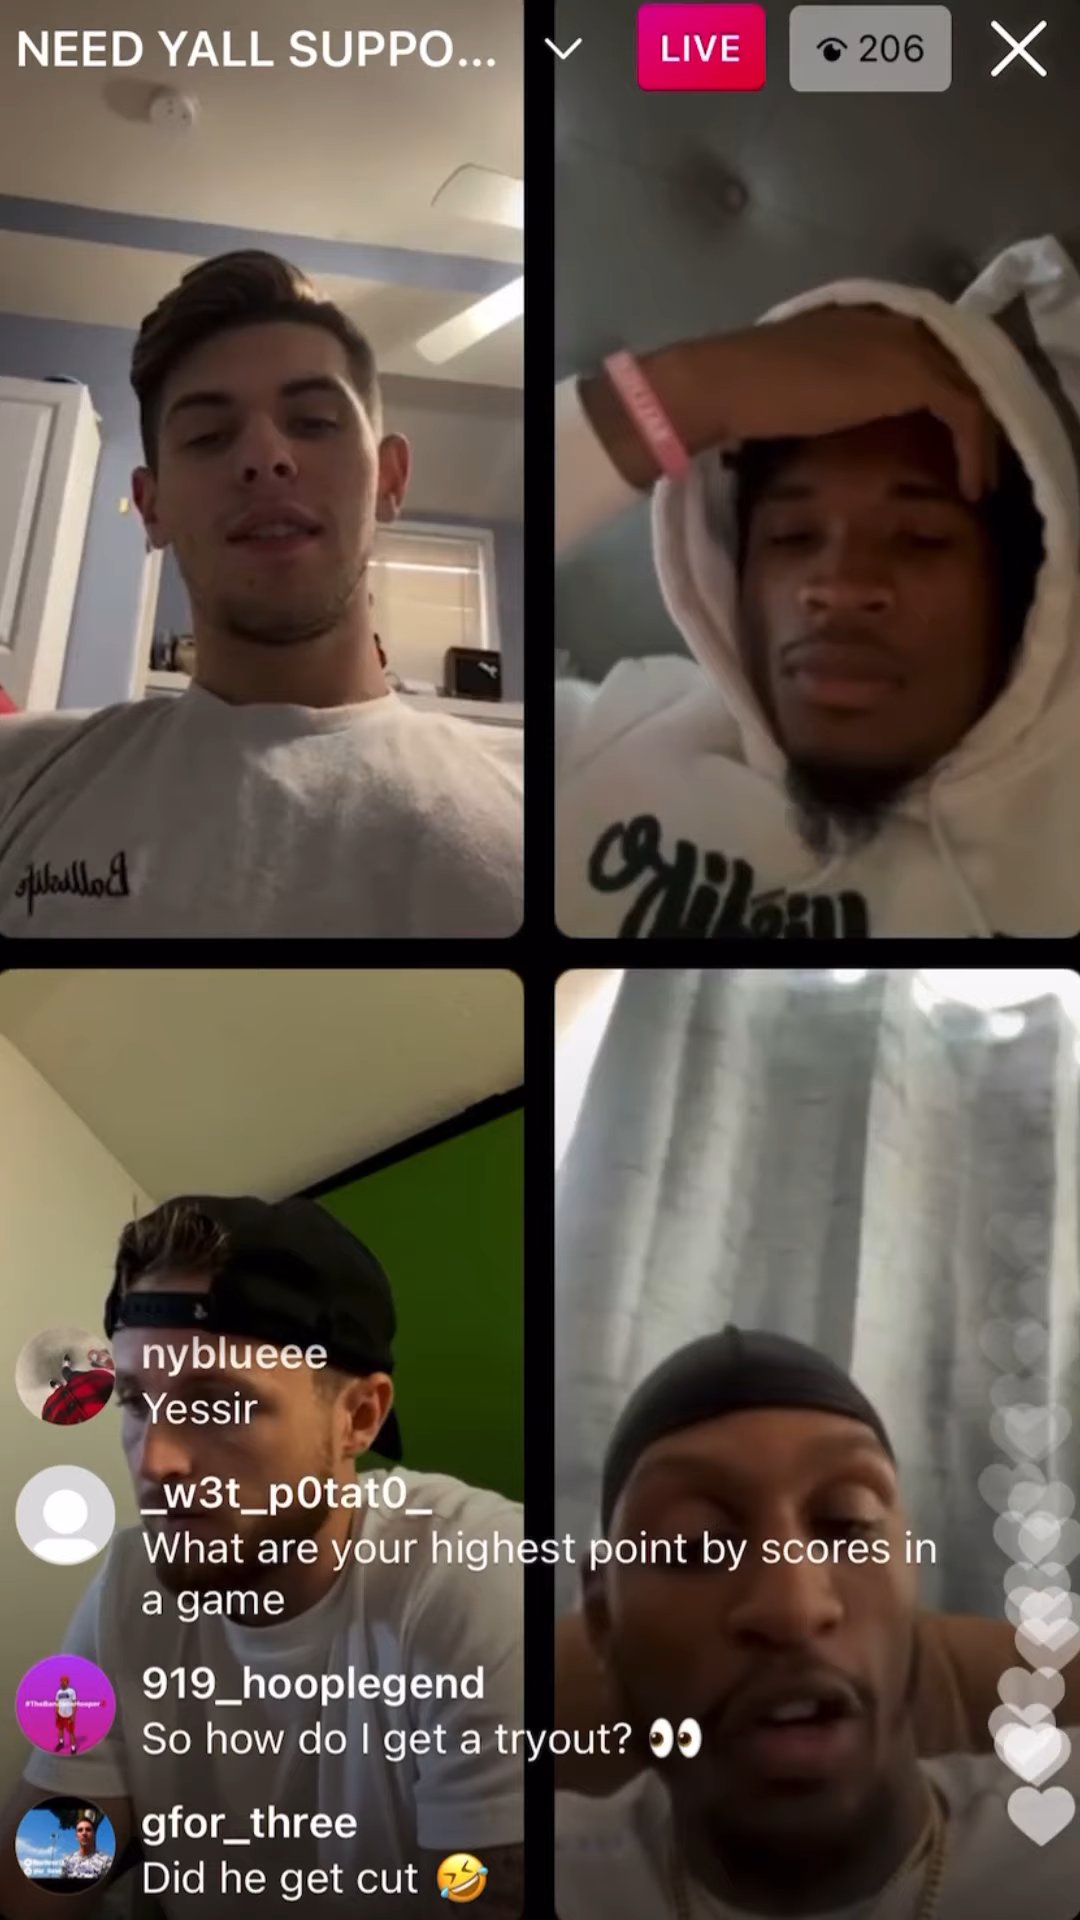 NEED YALL SUPPO...
LIVE
206
Ballislife
nyblueee
Yessir
_w3t_p0tat0_
What are your highest point by scores in
a game
919_hooplegend
So how do I get a tryout? 👀
gfor_three
Did he get cut 🤣